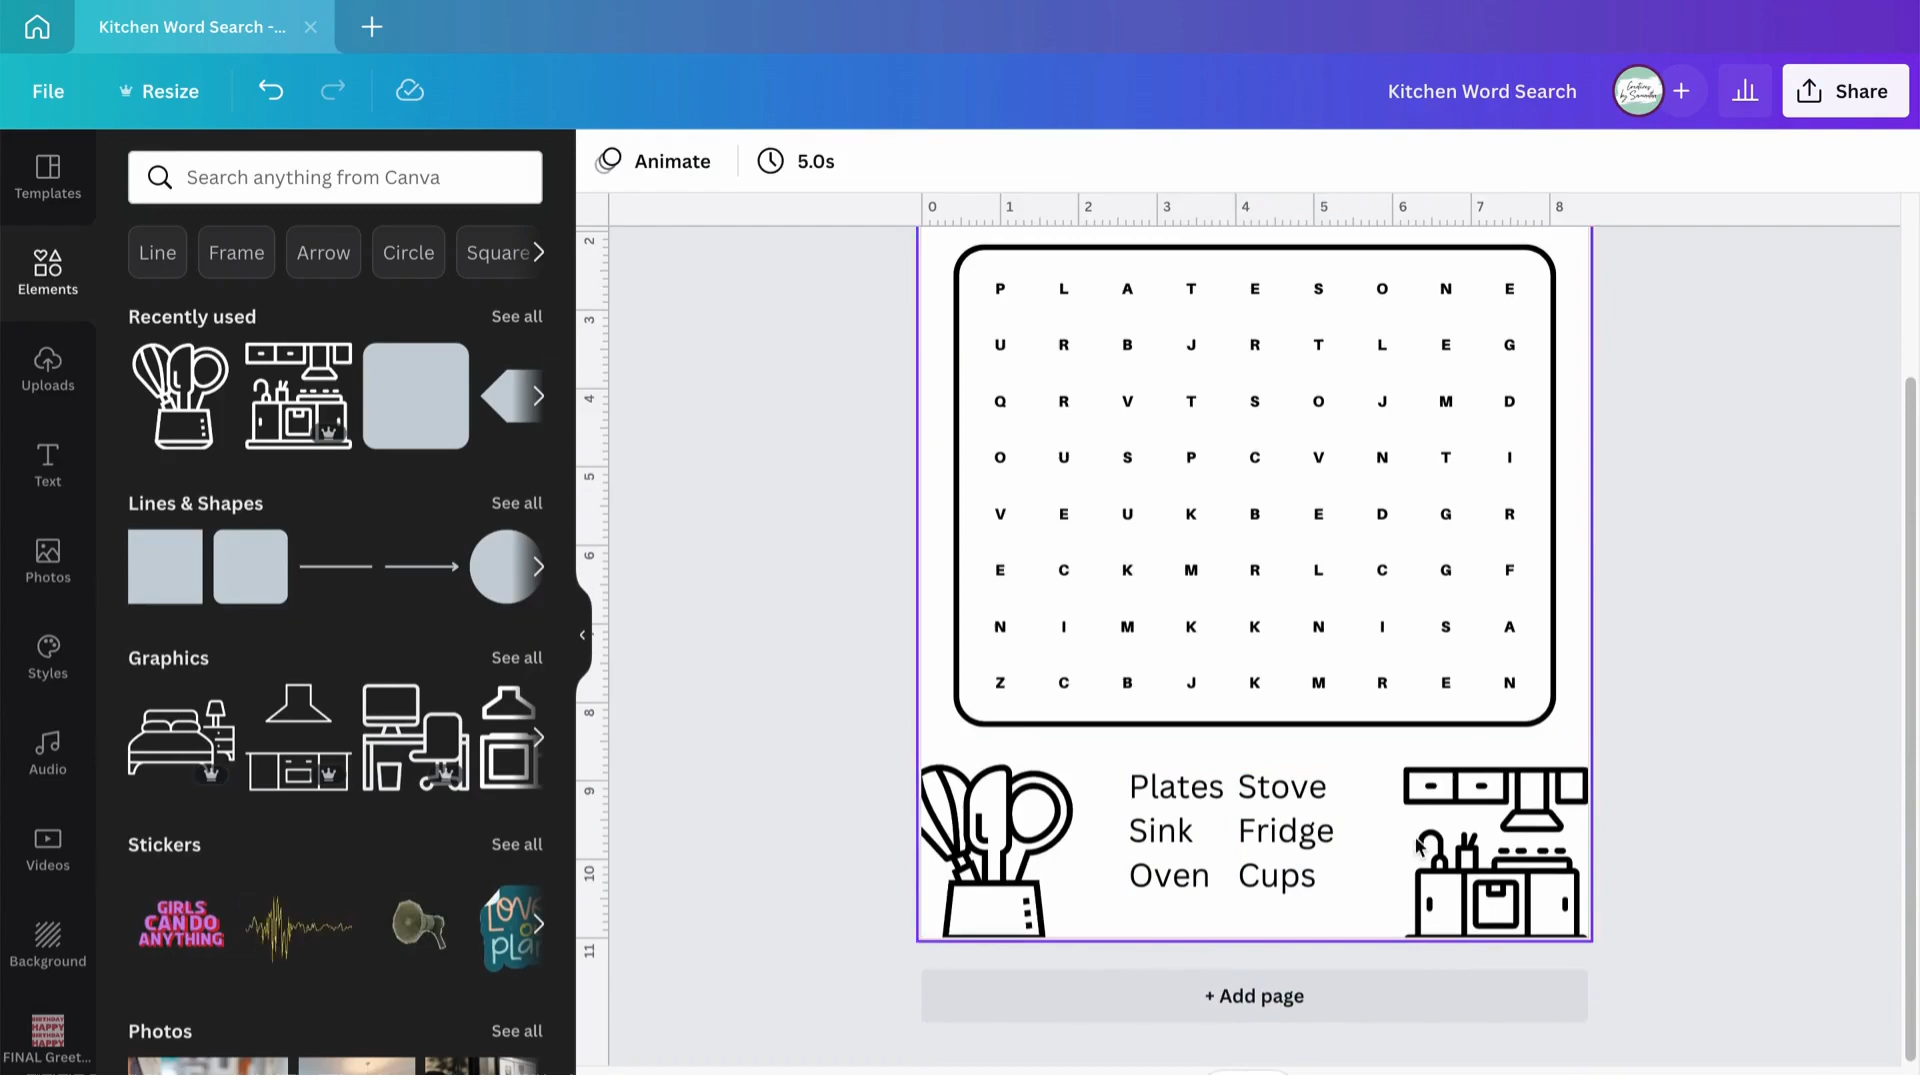 Kitchen Word Search -...
File
Resize
Kitchen Word Search
Share
Templates
Elements
Uploads
Text
Photos
Styles
Audio
Videos
Background
FINAL Greet...
Search anything from Canva
Line Frame Arrow Circle Square
Recently used See all
Lines & Shapes See all
Graphics See all
Stickers See all
GIRLS
CAN DO
ANYTHING
LOVE
Photos See all
Animate 5.0s
0 1 2 3 4 5 6 7 8
2
3
4
5
6
8
9
10
11
P L A T E S O N E
U R B J R T L E G
Q R V T S O J M D
O U S P C V N T I
V E U K B E D G R
E C K M R L C G F
N I M K K N I S A
Z C B J K M R E N
Plates Stove
Sink Fridge
Oven Cups
+ Add page